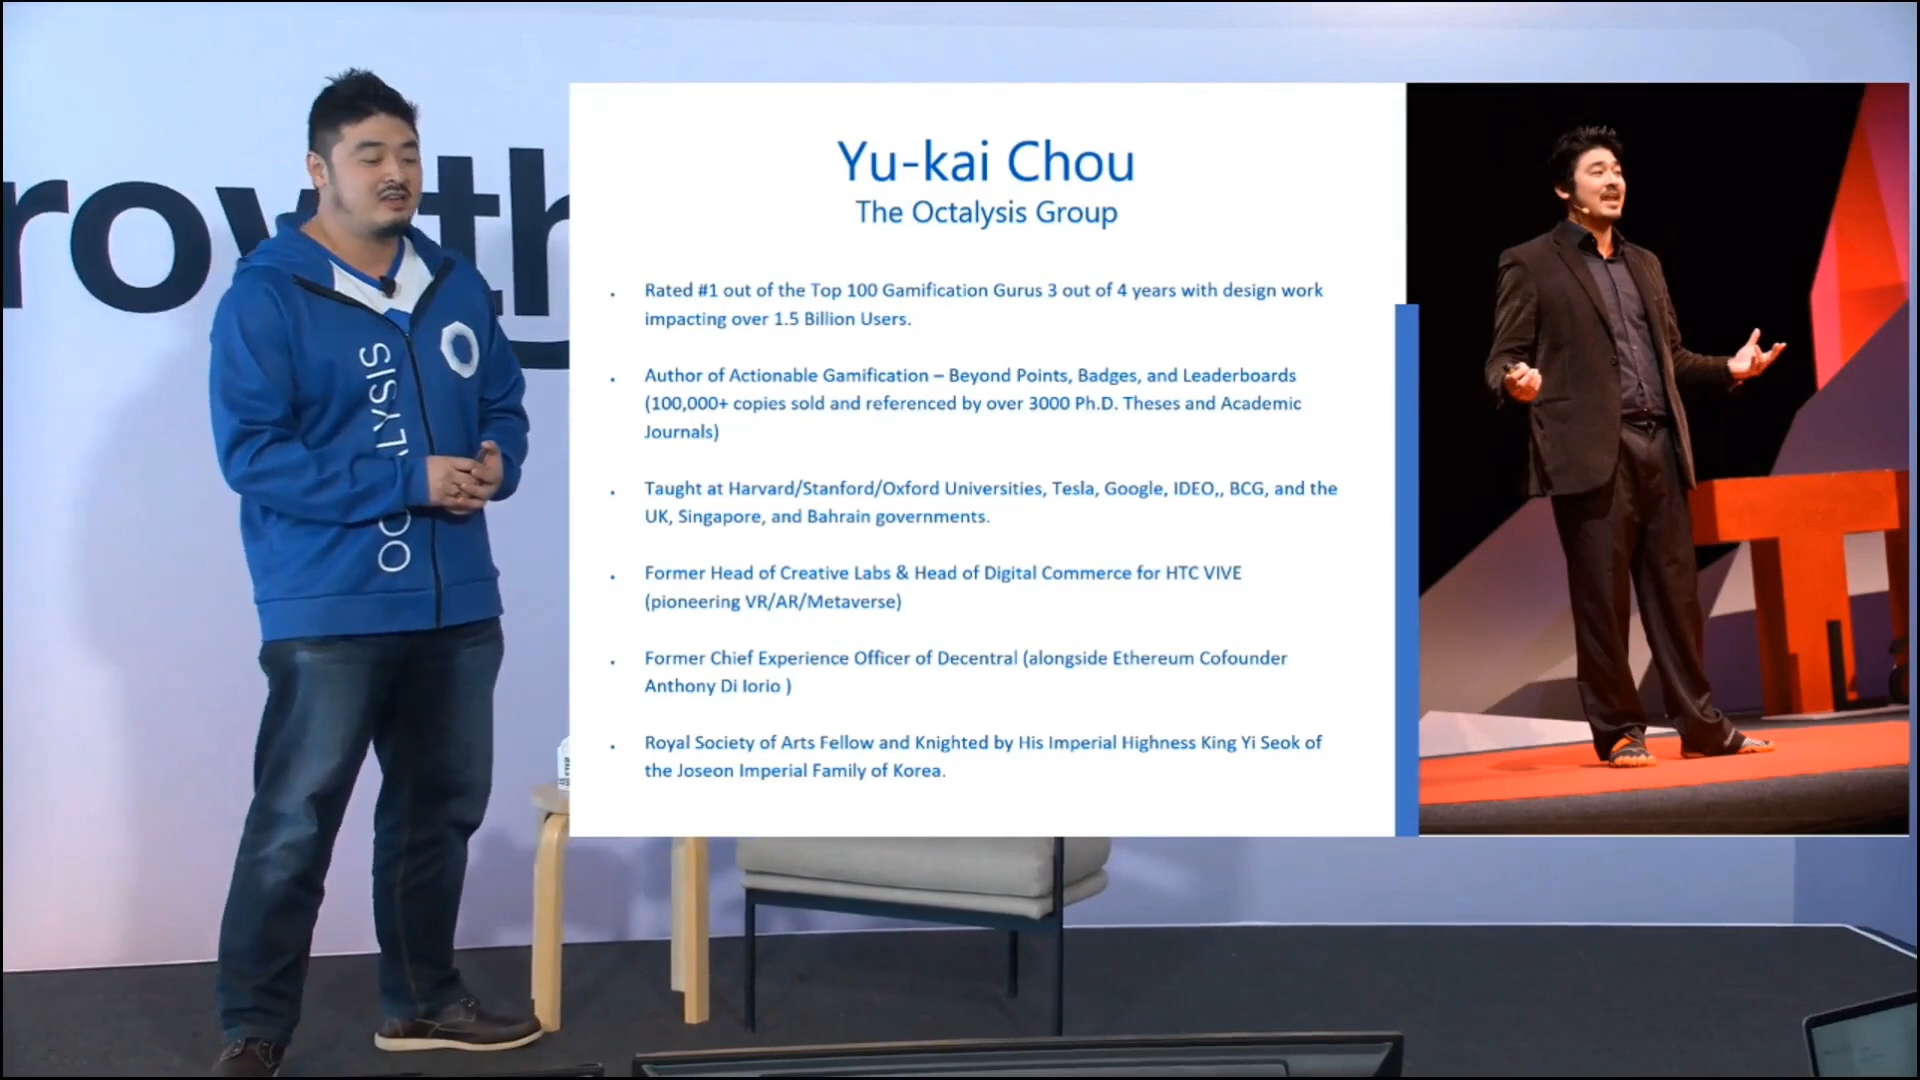 rowth
OCTALYSIS
Yu-kai Chou
The Octalysis Group
. Rated #1 out of the Top 100 Gamification Gurus 3 out of 4 years with design work
impacting over 1.5 Billion Users.
. Author of Actionable Gamification – Beyond Points, Badges, and Leaderboards
(100,000+ copies sold and referenced by over 3000 Ph.D. Theses and Academic
Journals)
. Taught at Harvard/Stanford/Oxford Universities, Tesla, Google, IDEO,, BCG, and the
UK, Singapore, and Bahrain governments.
. Former Head of Creative Labs & Head of Digital Commerce for HTC VIVE
(pioneering VR/AR/Metaverse)
. Former Chief Experience Officer of Decentral (alongside Ethereum Cofounder
Anthony Di Iorio )
. Royal Society of Arts Fellow and Knighted by His Imperial Highness King Yi Seok of
the Joseon Imperial Family of Korea.